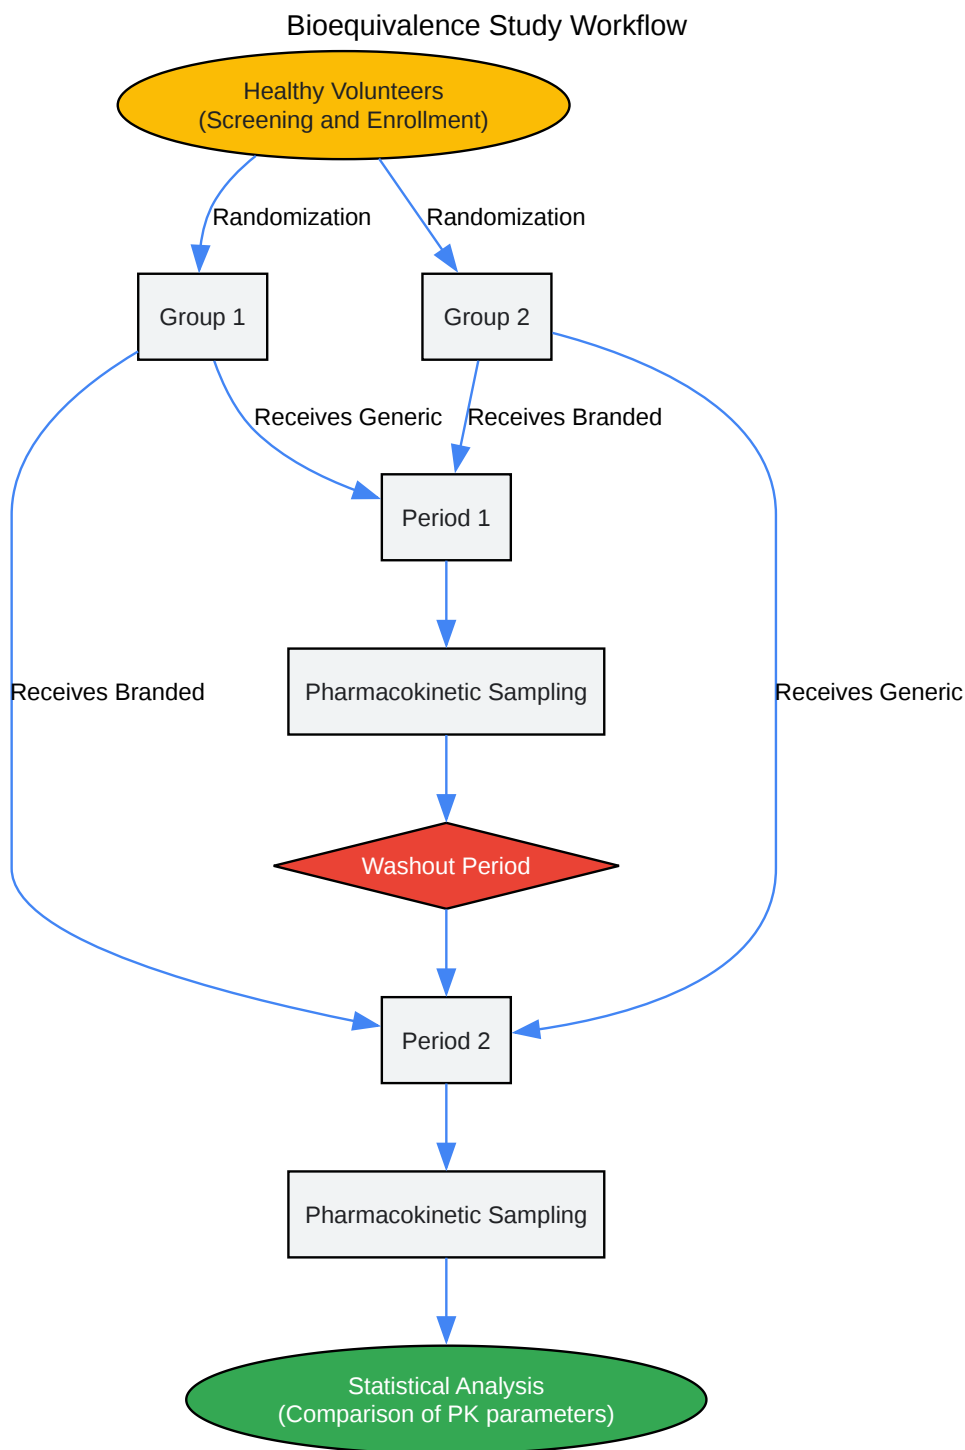 Bioequivalence Study Workflow
Healthy Volunteers
(Screening and Enrollment)
Randomization
Randomization
Group 1
Group 2
Receives Generic
Receives Branded
Period 1
Receives Branded
Pharmacokinetic Sampling
Receives Generic
Washout Period
Period 2
Pharmacokinetic Sampling
Statistical Analysis
(Comparison of PK parameters)